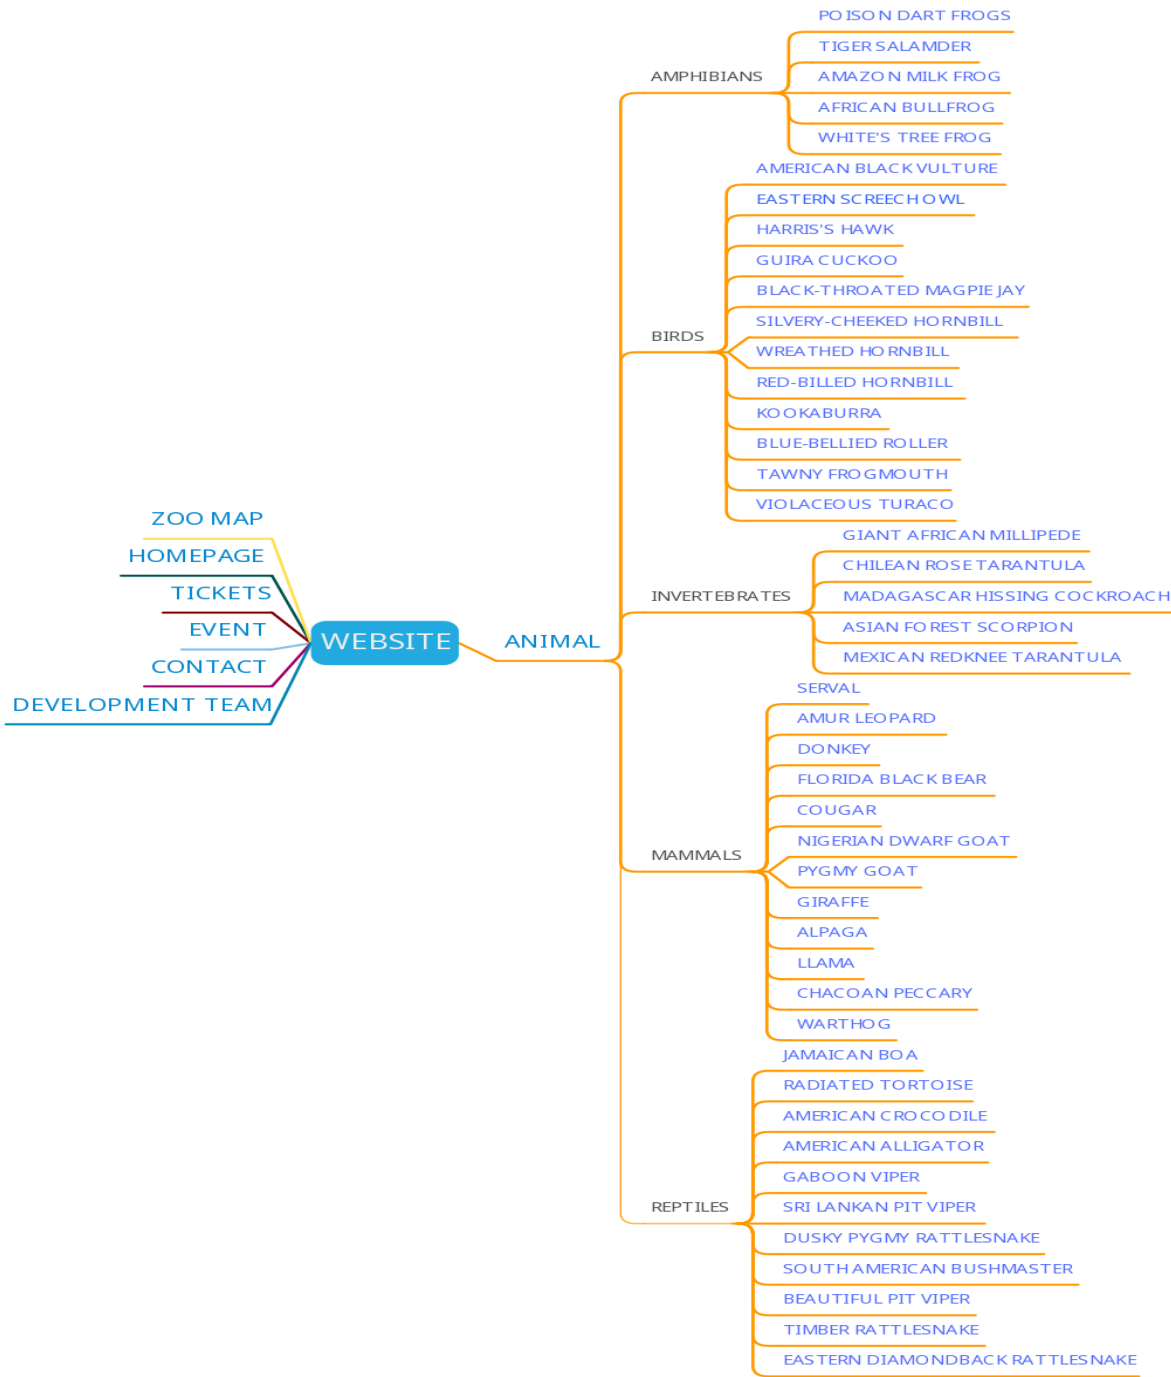 ZOO MAP
HOMEPAGE
TICKETS
EVENT
CONTACT
DEVELOPMENT TEAM
WEBSITE
ANIMAL
AMPHIBIANS
POISON DART FROGS
TIGER SALAMDER
AMAZON MILK FROG
AFRICAN BULLFROG
WHITE'S TREE FROG
BIRDS
AMERICAN BLACK VULTURE
EASTERN SCREECH OWL
HARRIS'S HAWK
GUIRA CUCKOO
BLACK-THROATED MAGPIE JAY
SILVERY-CHEEKED HORNBILL
WREATHED HORNBILL
RED-BILLED HORNBILL
KOOKABURRA
BLUE-BELLIED ROLLER
TAWNY FROGMOUTH
VIOLACEOUS TURACO
INVERTEBRATES
GIANT AFRICAN MILLIPEDE
CHILEAN ROSE TARANTULA
MADAGASCAR HISSING COCKROACH
ASIAN FOREST SCORPION
MEXICAN REDKNEE TARANTULA
MAMMALS
SERVAL
AMUR LEOPARD
DONKEY
FLORIDA BLACK BEAR
COUGAR
NIGERIAN DWARF GOAT
PYGMY GOAT
GIRAFFE
ALPAGA
LLAMA
CHACOAN PECCARY
WARTHOG
REPTILES
JAMAICAN BOA
RADIATED TORTOISE
AMERICAN CROCODILE
AMERICAN ALLIGATOR
GABOON VIPER
SRI LANKAN PIT VIPER
DUSKY PYGMY RATTLESNAKE
SOUTH AMERICAN BUSHMASTER
BEAUTIFUL PIT VIPER
TIMBER RATTLESNAKE
EASTERN DIAMONDBACK RATTLESNAKE